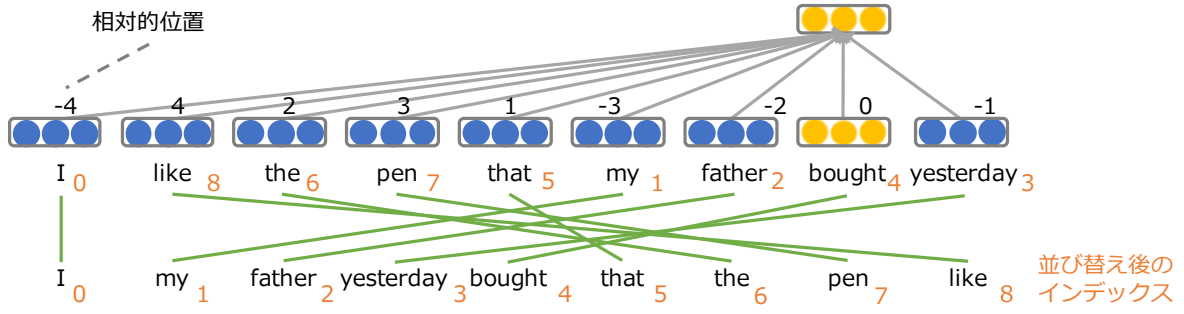 相対的位置
-4 4 2 3 1 -3 -2 0 -1
I 0 like 8 the 6 pen 7 that 5 my 1 father 2 bought 4 yesterday 3
I 0 my 1 father 2 yesterday 3 bought 4 that 5 the 6 pen 7 like 8
並び替え後の
インデックス